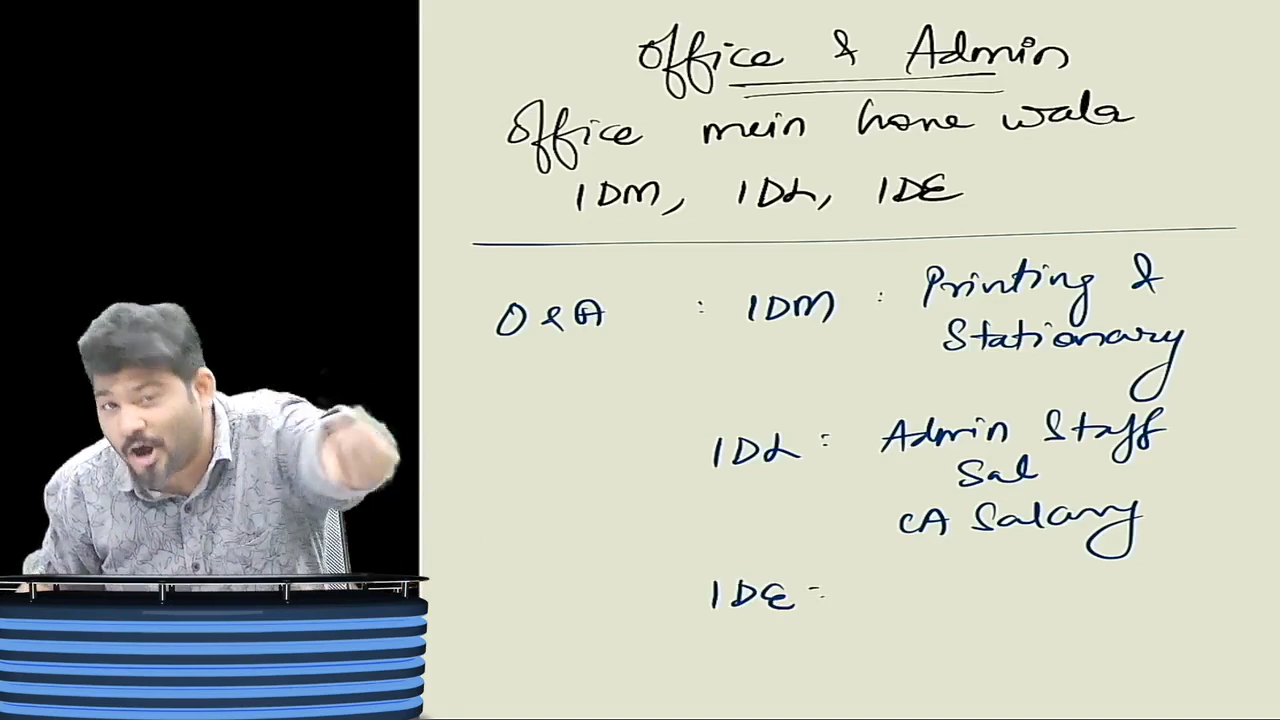 Office & Admin
Office mein hone wala
IDM, IDL, IDE
O & A : IDM : Printing &
Stationary
IDL : Admin Staff
Sal
CA Salary
IDE :